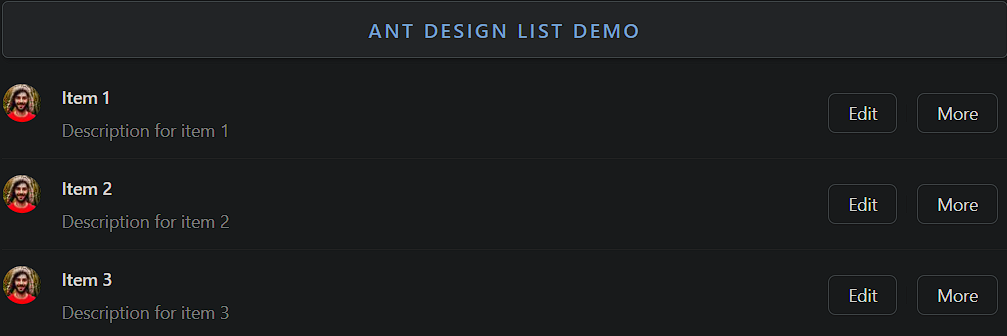 ANT DESIGN LIST DEMO
Item 1
Description for item 1
Edit More
Item 2
Description for item 2
Edit More
Item 3
Description for item 3
Edit More